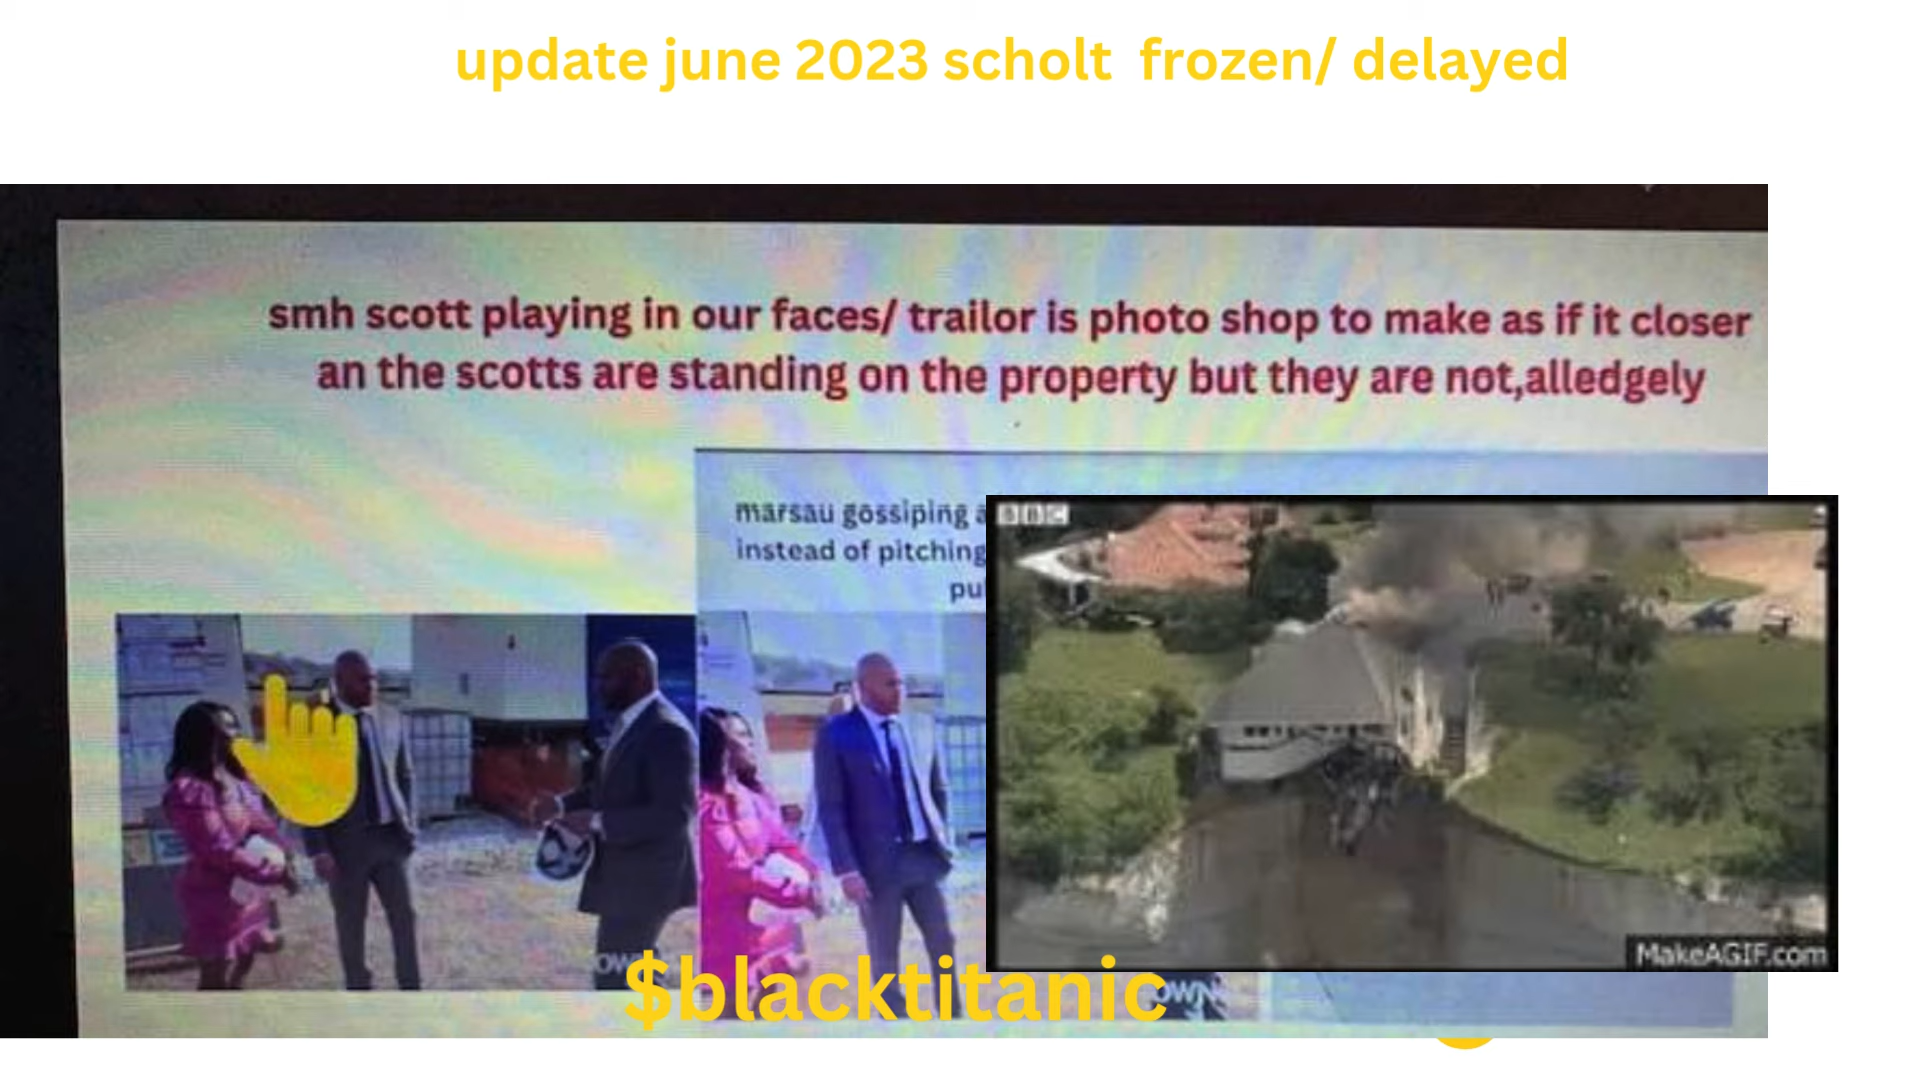 update june 2023 scholt frozen/ delayed
smh scott playing in our faces/ trailor is photo shop to make as if it closer
an the scotts are standing on the property but they are not,alledgely
marsau gossiping
instead of pitching
BBC
MakeAGIF.com
$blacktitanic
OWN